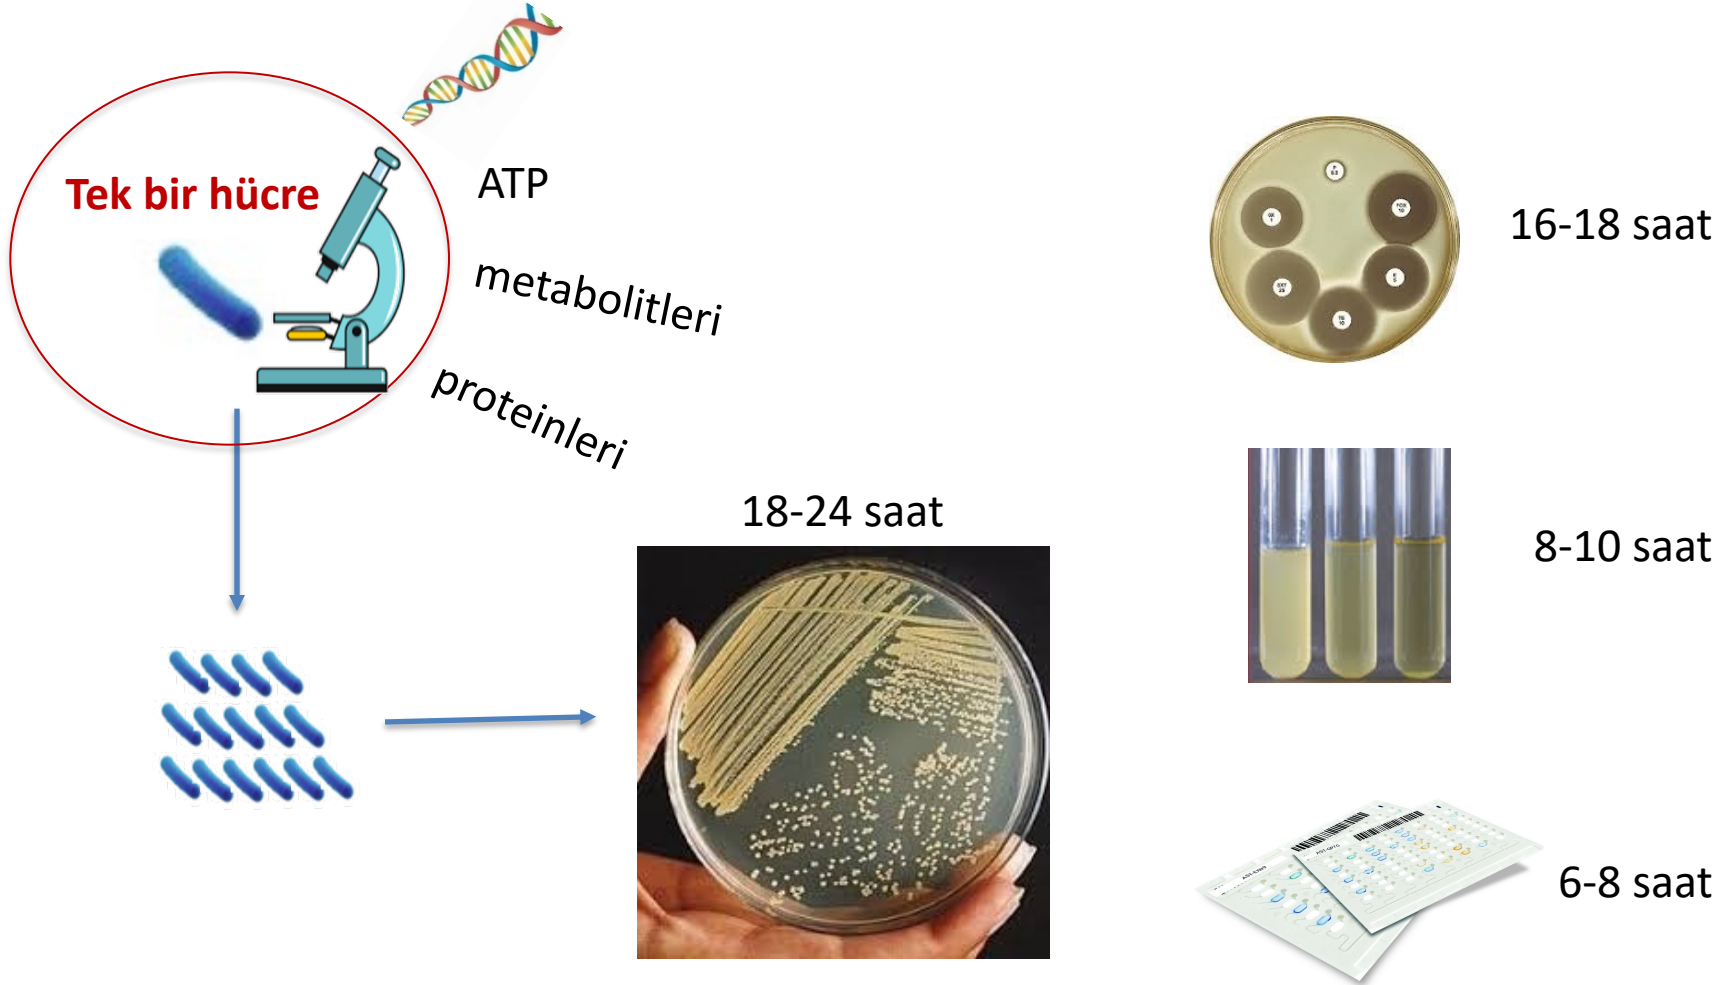 Tek bir hücre
ATP
metabolitleri
proteinleri
18-24 saat
16-18 saat
8-10 saat
6-8 saat